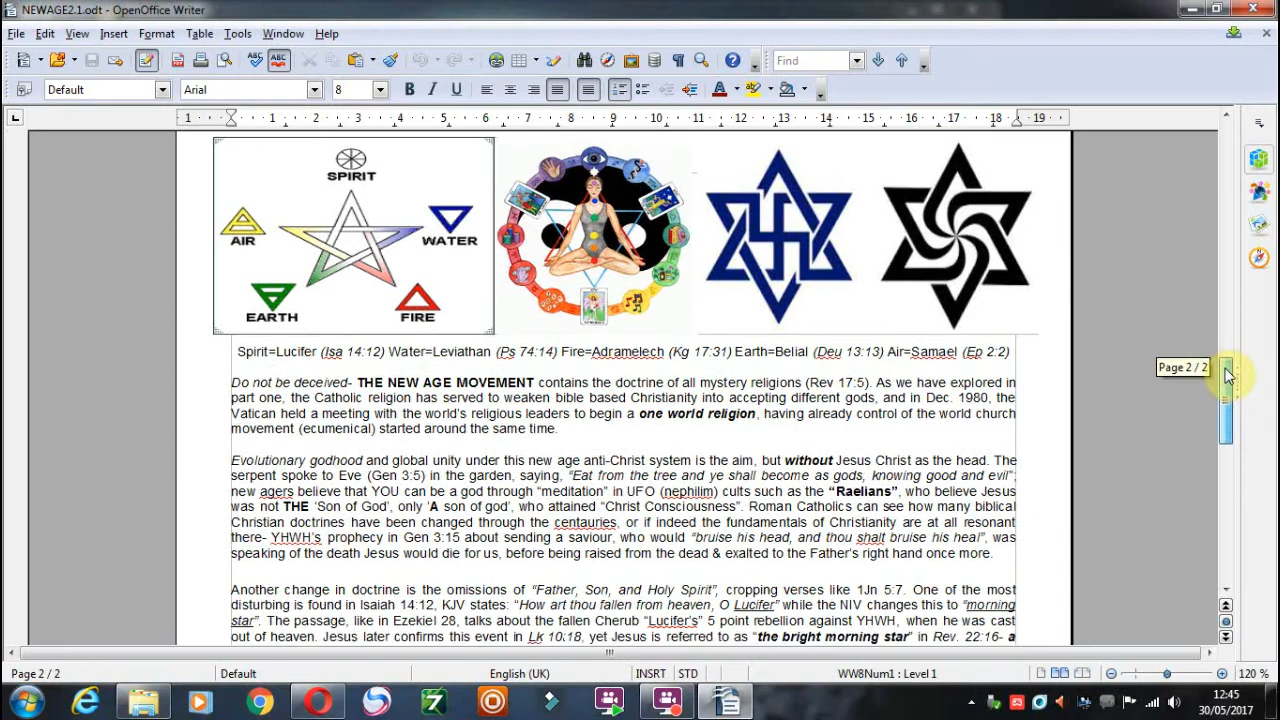 NEWAGE2.1.odt - OpenOffice Writer
File Edit View Insert Format Table Tools Window Help
Find
Default Arial 8
1 1 2 3 4 5 6 7 8 9 10 11 12 13 14 15 16 17 18 19
SPIRIT
AIR WATER
EARTH FIRE
Spirit=Lucifer (Isa 14:12) Water=Leviathan (Ps 74:14) Fire=Adramelech (Kg 17:31) Earth=Belial (Deu 13:13) Air=Samael (Ep 2:2)
Page 2 / 2
Do not be deceived- THE NEW AGE MOVEMENT contains the doctrine of all mystery religions (Rev 17:5). As we have explored in
part one, the Catholic religion has served to weaken bible based Christianity into accepting different gods, and in Dec. 1980, the
Vatican held a meeting with the world's religious leaders to begin a one world religion, having already control of the world church
movement (ecumenical) started around the same time.
Evolutionary godhood and global unity under this new age anti-Christ system is the aim, but without Jesus Christ as the head. The
serpent spoke to Eve (Gen 3:5) in the garden, saying, “Eat from the tree and ye shall become as gods, knowing good and evil”;
new agers believe that YOU can be a god through “meditation” in UFO (nephilim) cults such as the “Raelians”, who believe Jesus
was not THE ‘Son of God’, only ‘A son of god’, who attained “Christ Consciousness”. Roman Catholics can see how many biblical
Christian doctrines have been changed through the centauries, or if indeed the fundamentals of Christianity are at all resonant
there- YHWH’s prophecy in Gen 3:15 about sending a saviour, who would “bruise his head, and thou shalt bruise his heal”, was
speaking of the death Jesus would die for us, before being raised from the dead & exalted to the Father’s right hand once more.
Another change in doctrine is the omissions of “Father, Son, and Holy Spirit”, cropping verses like 1Jn 5:7. One of the most
disturbing is found in Isaiah 14:12, KJV states: “How art thou fallen from heaven, O Lucifer” while the NIV changes this to “morning
star”. The passage, like in Ezekiel 28, talks about the fallen Cherub “Lucifer’s” 5 point rebellion against YHWH, when he was cast
out of heaven. Jesus later confirms this event in Lk 10:18, yet Jesus is referred to as “the bright morning star” in Rev. 22:16- a
Page 2 / 2 Default English (UK) INSRT STD WW8Num1 : Level 1 120 %
12:45
30/05/2017